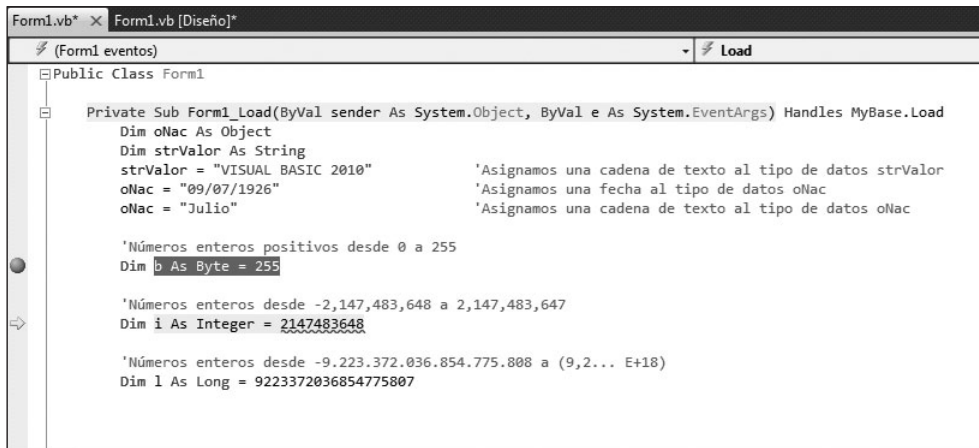 Form1.vb* × Form1.vb [Diseño]*
(Form1 eventos) Load
Public Class Form1
Private Sub Form1_Load(ByVal sender As System.Object, ByVal e As System.EventArgs) Handles MyBase.Load
Dim oNac As Object
Dim strValor As String
strValor = "VISUAL BASIC 2010" 'Asignamos una cadena de texto al tipo de datos strValor
oNac = "09/07/1926" 'Asignamos una fecha al tipo de datos oNac
oNac = "Julio" 'Asignamos una cadena de texto al tipo de datos oNac
'Números enteros positivos desde 0 a 255
Dim b As Byte = 255
'Números enteros desde -2,147,483,648 a 2,147,483,647
Dim i As Integer = 2147483648
'Números enteros desde -9.223.372.036.854.775.808 a (9,2... E+18)
Dim l As Long = 9223372036854775807